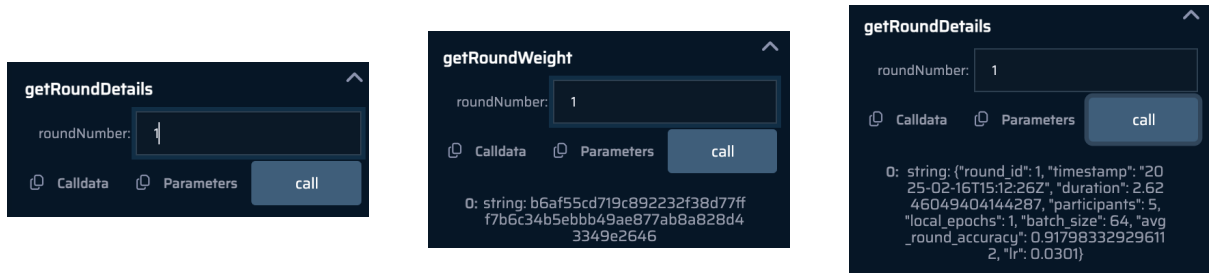 getRoundDetails
roundNumber: 1
Calldata Parameters call
getRoundWeight
roundNumber: 1
Calldata Parameters call
0: string: b6af55cd719c892232f38d77ff
f7b6c34b5ebbb49ae877ab8a828d4
3349e2646
getRoundDetails
roundNumber: 1
Calldata Parameters call
0: string: {"round_id": 1, "timestamp": "20
25-02-16T15:12:26Z", "duration": 2.62
46049404144287, "participants": 5,
"local_epochs": 1, "batch_size": 64, "avg
_round_accuracy": 0.91798332929611
2, "lr": 0.0301}